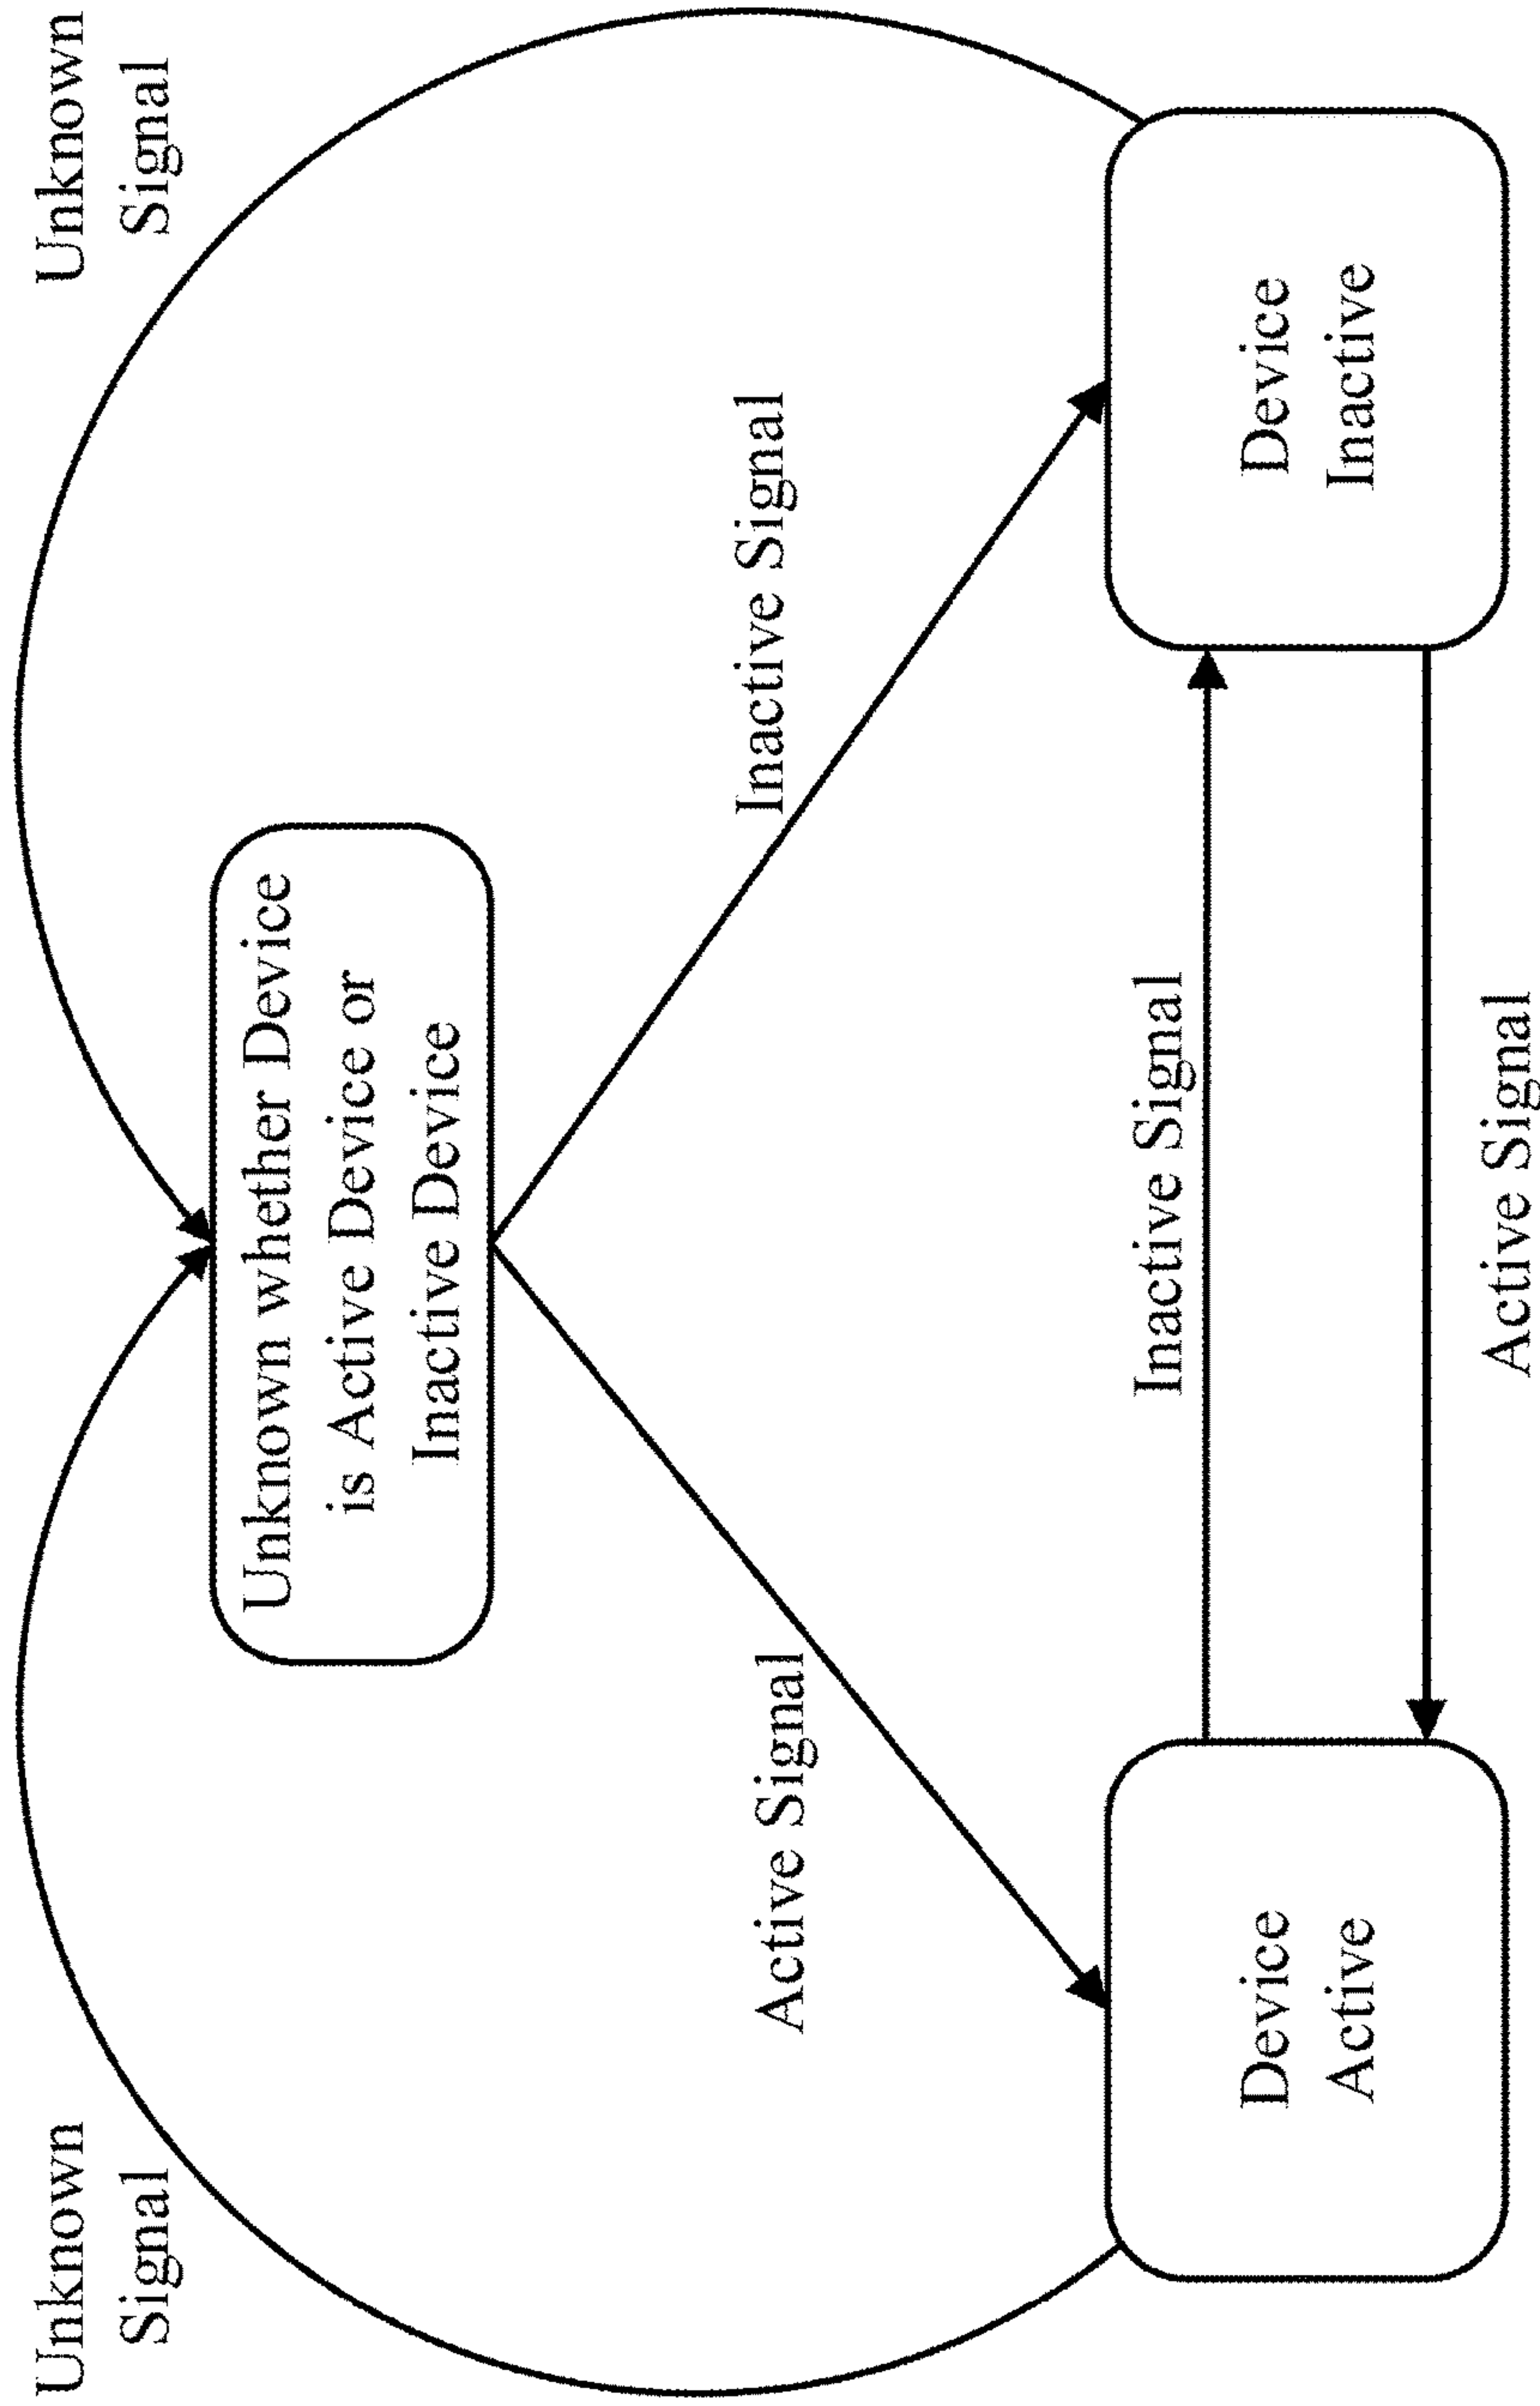 Unknown
Signal
Unknown
Signal
Unknown whether Device
is Active Device or
Inactive Device
Active Signal
Inactive Signal
Inactive Signal
Device
Active
Device
Inactive
Active Signal